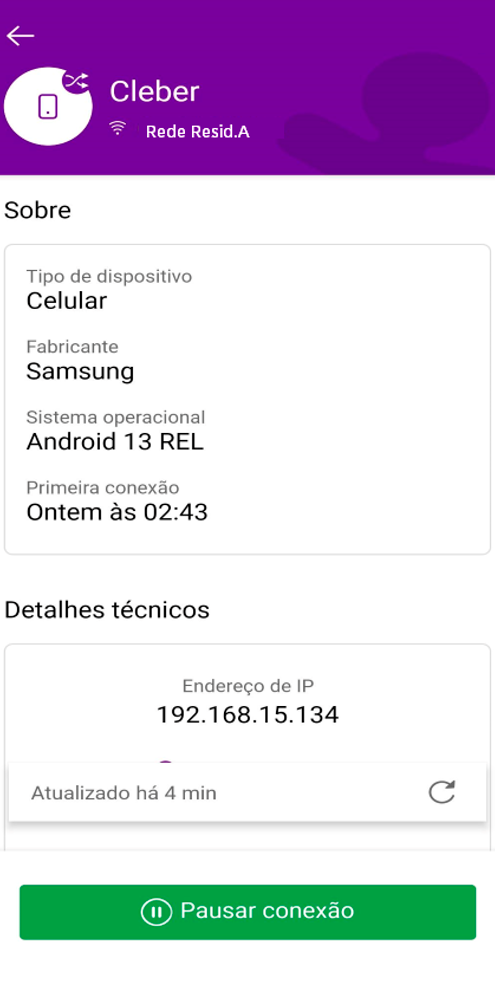 Cleber
Rede Resid.A
Sobre
Tipo de dispositivo
Celular
Fabricante
Samsung
Sistema operacional
Android 13 REL
Primeira conexão
Ontem às 02:43
Detalhes técnicos
Endereço de IP
192.168.15.134
Atualizado há 4 min
Pausar conexão